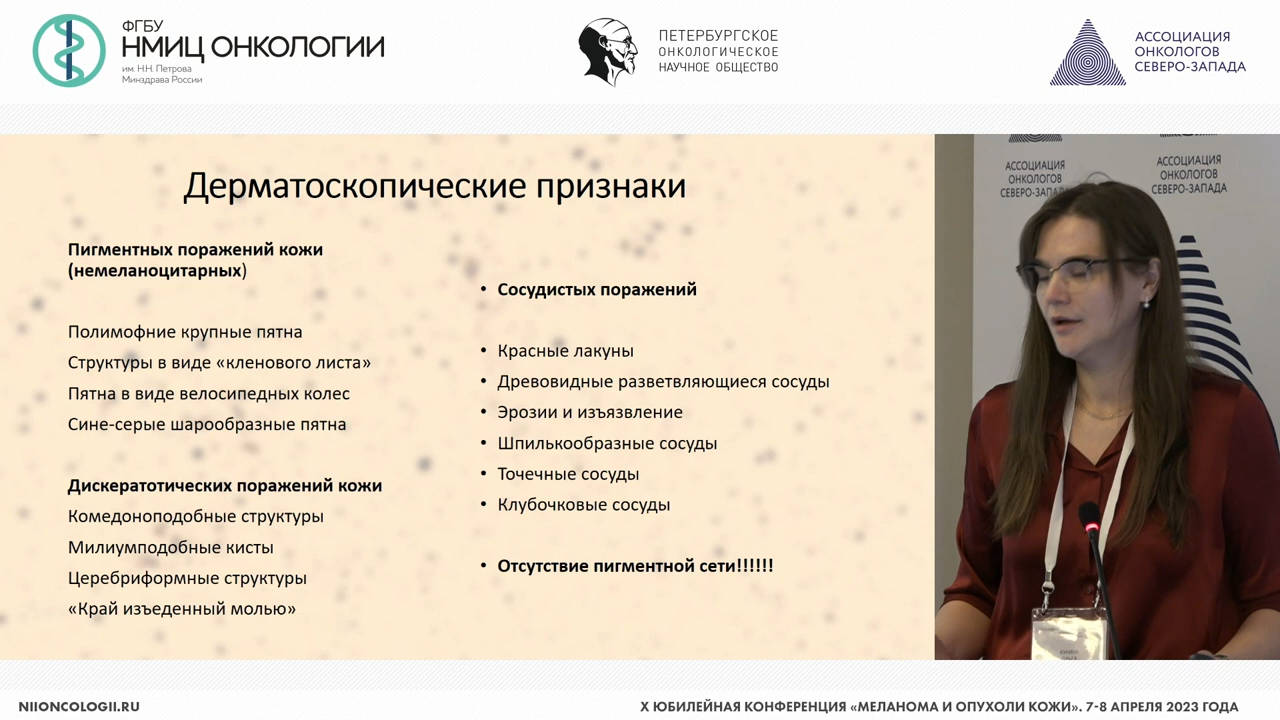 ФГБУ
НМИЦ ОНКОЛОГИИ
им. Н.Н. Петрова
Минздрава России
ПЕТЕРБУРГСКОЕ
ОНКОЛОГИЧЕСКОЕ
НАУЧНОЕ ОБЩЕСТВО
АССОЦИАЦИЯ
ОНКОЛОГОВ
СЕВЕРО-ЗАПАДА
Дерматоскопические признаки
Пигментных поражений кожи
(немеланоцитарных)
Полимофние крупные пятна
Структуры в виде «кленового листа»
Пятна в виде велосипедных колес
Сине-серые шарообразные пятна
Дискератотических поражений кожи
Комедоноподобные структуры
Милиумподобные кисты
Церебриформные структуры
«Край изъеденный молью»
• Сосудистых поражений
• Красные лакуны
• Древовидные разветвляющиеся сосуды
• Эрозии и изъязвление
• Шпилькообразные сосуды
• Точечные сосуды
• Клубочковые сосуды
• Отсутствие пигментной сети!!!!!!
АССОЦИАЦИЯ
ОНКОЛОГОВ
СЕВЕРО-ЗАПАДА
АССОЦИАЦИЯ
ОНКОЛОГОВ
СЕВЕРО-ЗАПАДА
NIIONCOLOGII.RU
X ЮБИЛЕЙНАЯ КОНФЕРЕНЦИЯ «МЕЛАНОМА И ОПУХОЛИ КОЖИ». 7-8 АПРЕЛЯ 2023 ГОДА